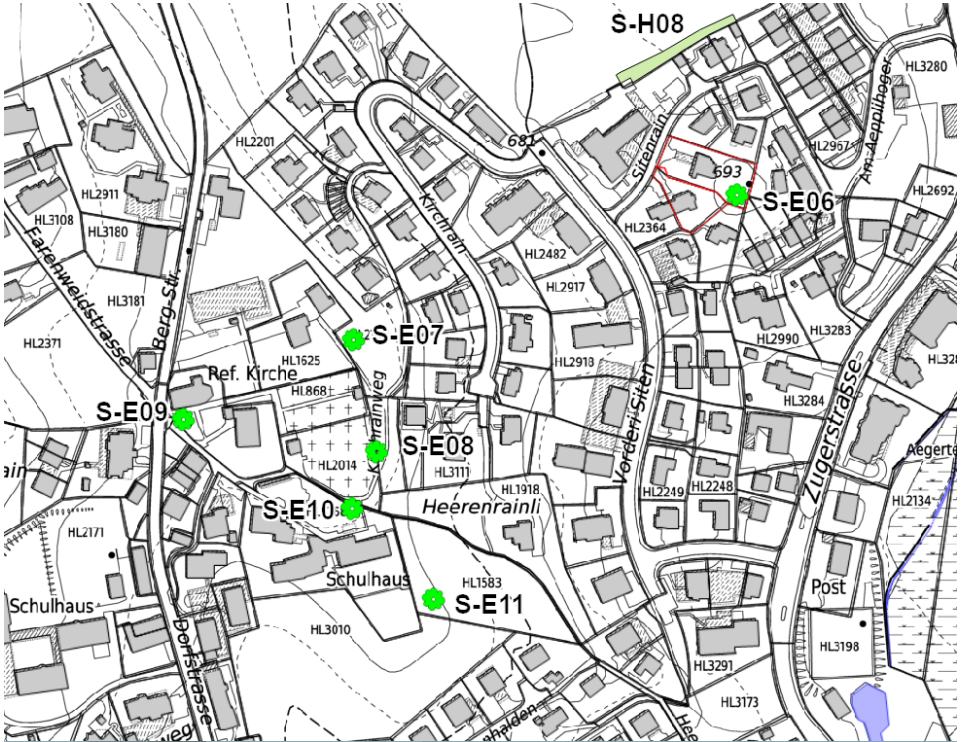 S-H08
HL3280
HL2201
681
Sitenrain
HL2967
Am Aepplihoger
HL2911
693
S-E06
HL2692
HL3108
HL3180
Kirchrain
HL2364
HL2482
Farenweidstrasse
Berg-Str.
HL2917
HL3181
HL3283
HL2371
S-E07
HL2990
HL1625
HL2918
Ref. Kirche
HL868
HL3284
S-E09
Vorderi Siten
Zugerstrasse
S-E08
HL2014
HL3111
Aegerte
HL1918
HL2249
HL2248
HL2134
S-E10
Heerenrainli
HL2171
Schulhaus
HL1583
Post
S-E11
Schulhaus
HL3010
Dorfstrasse
HL3291
HL3198
HL3173